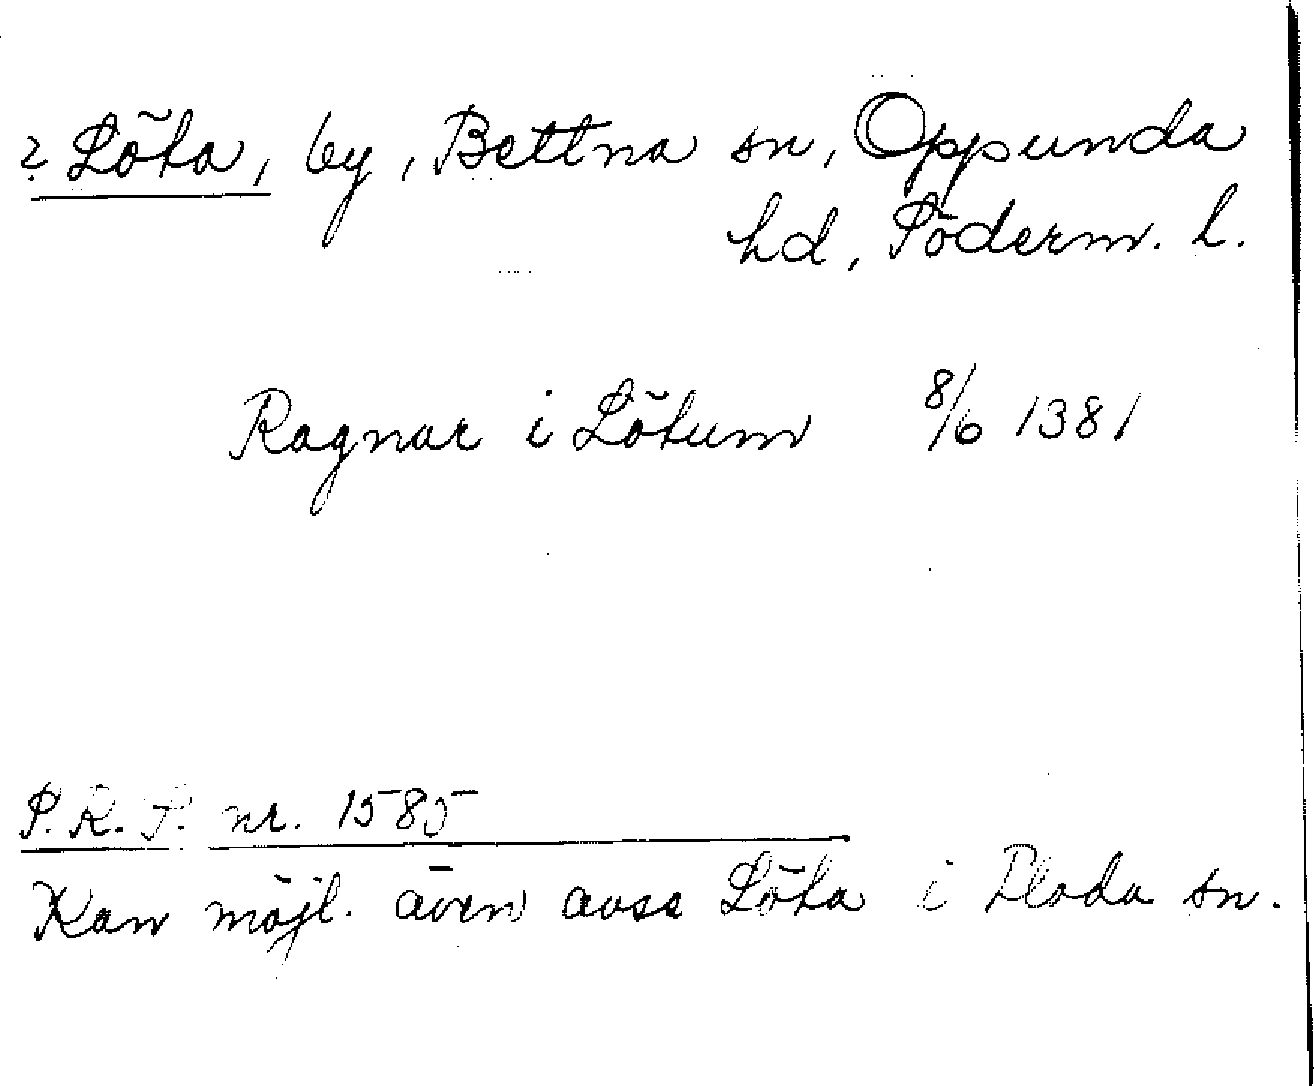 ? Löta, by, Bettna sn, Oppunda
hd, Söderm. l.
Ragnar i Lötum 8/6 1381
P.R.P. nr. 1585
Kan möjl. även avse Löta i Floda sn.